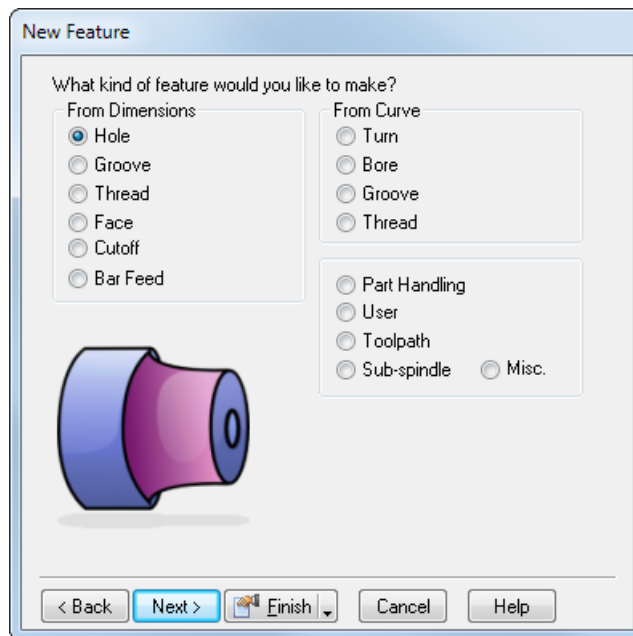 New Feature
What kind of feature would you like to make?
From Dimensions
Hole
Groove
Thread
Face
Cutoff
Bar Feed
From Curve
Turn
Bore
Groove
Thread
Part Handling
User
Toolpath
Sub-spindle Misc.
< Back Next > Finish Cancel Help